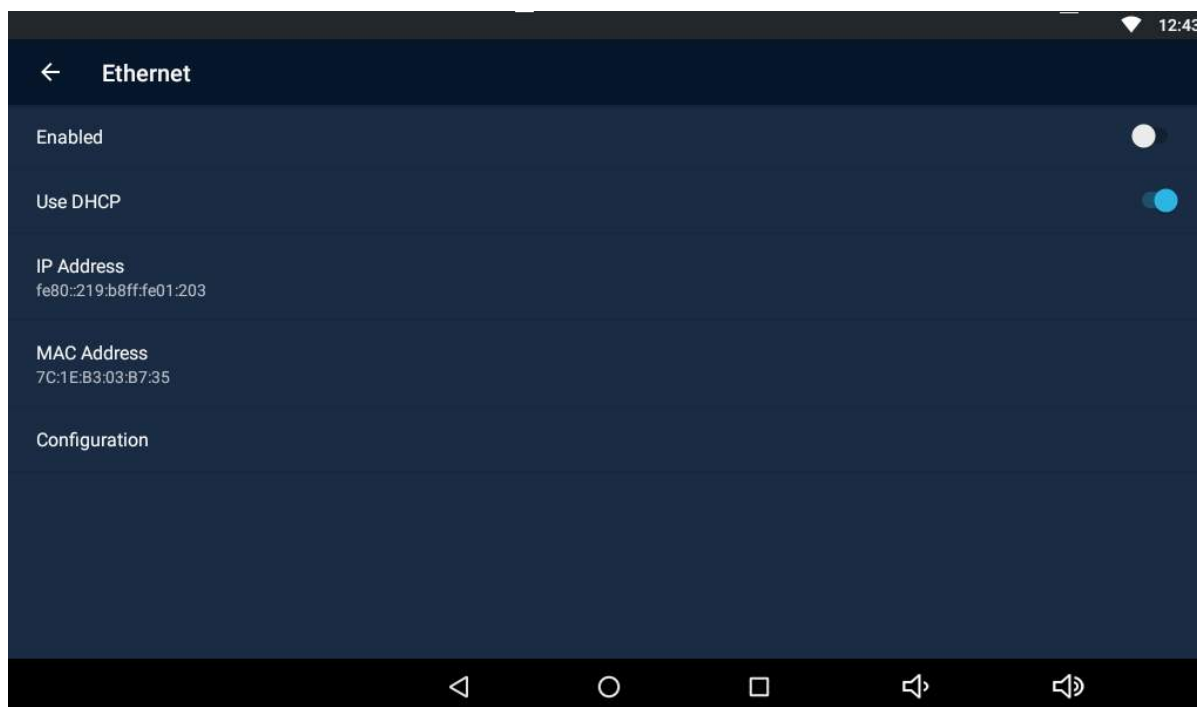 12:43
Ethernet
Enabled
Use DHCP
IP Address
fe80::219:b8ff:fe01:203
MAC Address
7C:1E:B3:03:B7:35
Configuration